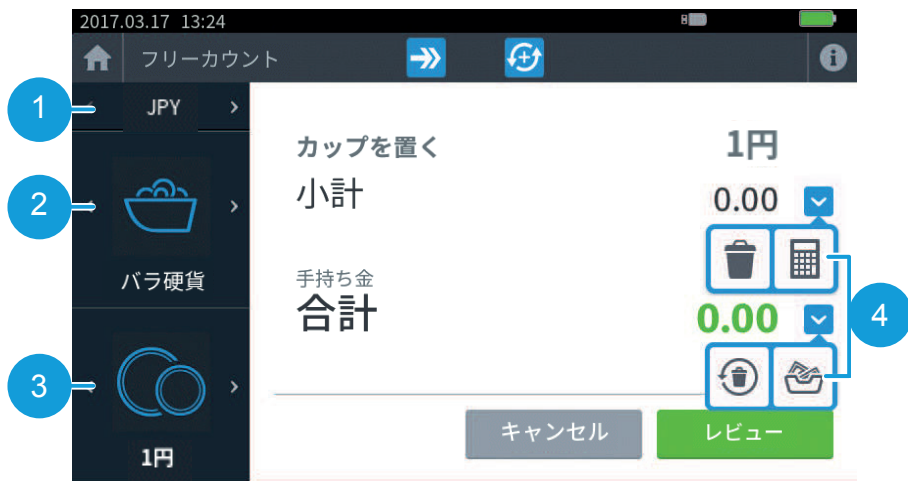 2017.03.17 13:24
フリーカウント
1
JPY
カップを置く 1円
2
小計 0.00
バラ硬貨
手持ち金
合計 0.00
4
3
キャンセル レビュー
1円